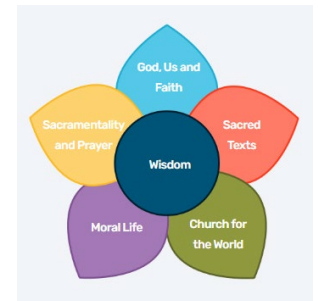 God, Us and
Faith
Sacramentality
and Prayer
Sacred
Texts
Wisdom
Moral Life
Church for
the World